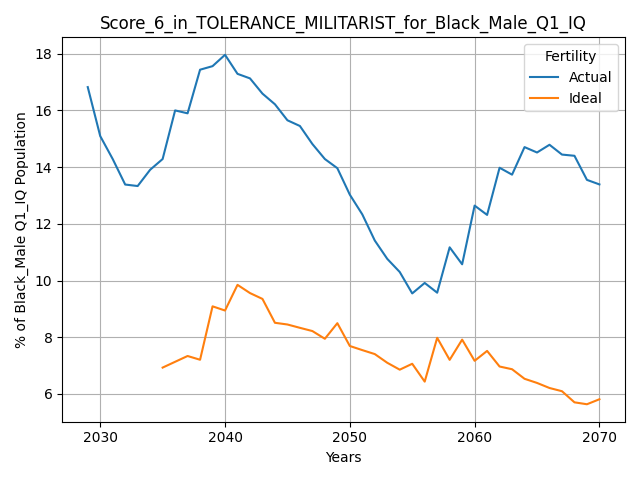 Score_6_in_TOLERANCE_MILITARIST_for_Black_Male_Q1_IQ
Fertility
Actual
Ideal
% of Black_Male Q1_IQ Population
18
16
14
12
10
8
6
2030 2040 2050 2060 2070
Years